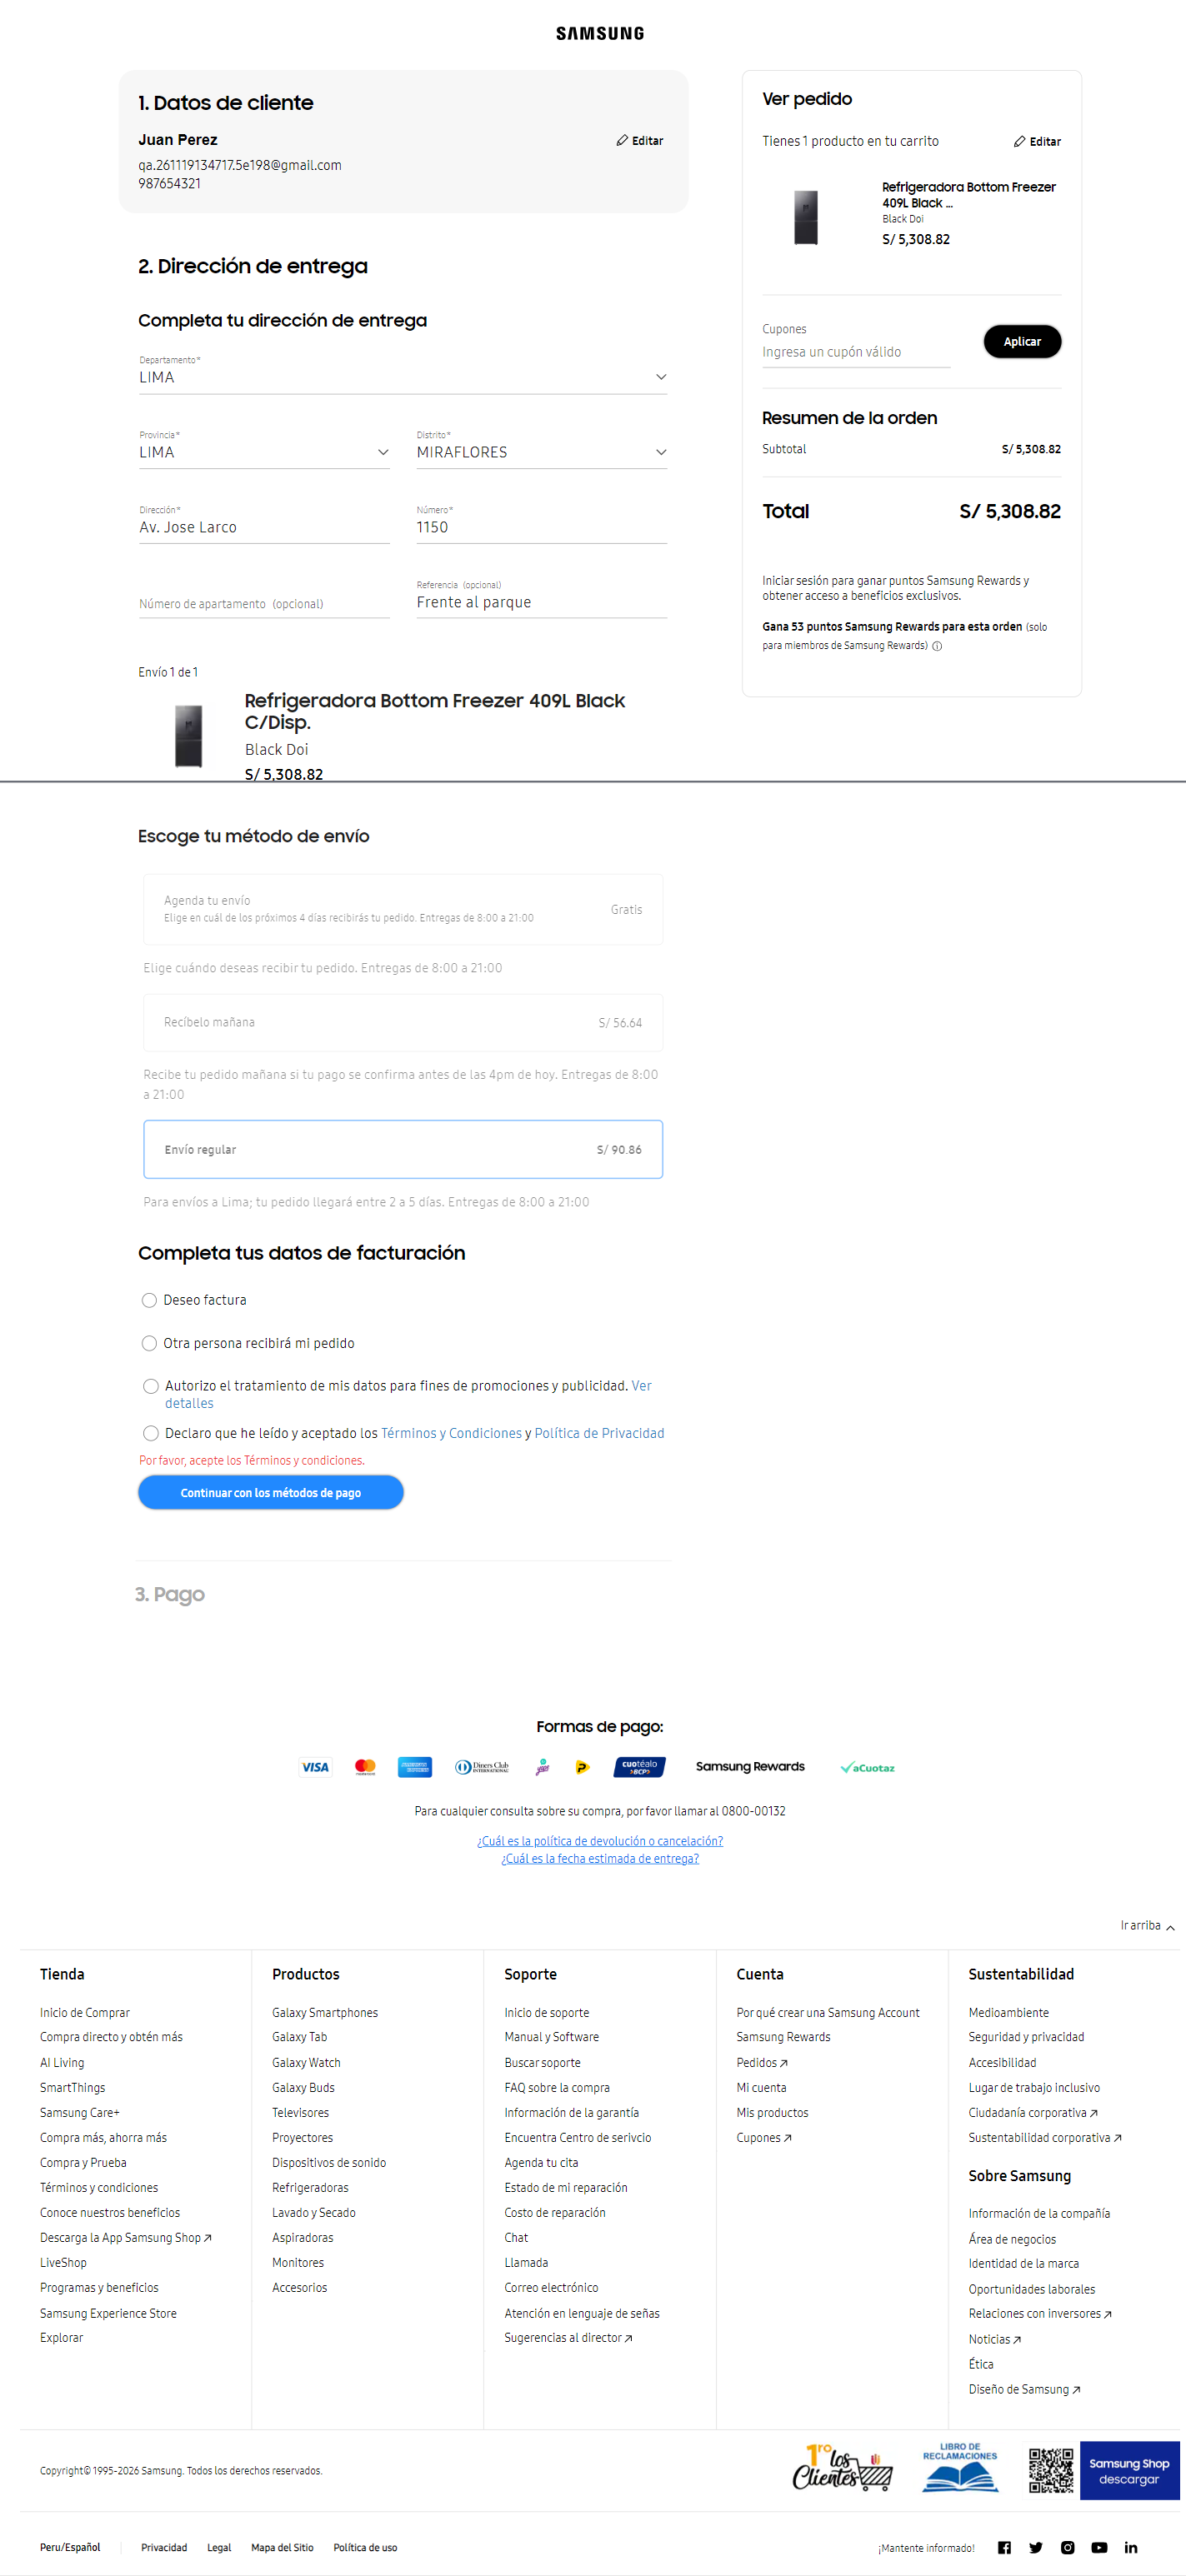 SAMSUNG
1. Datos de cliente
Juan Perez
Editar
qa.261119134717.5e198@gmail.com
987654321
2. Dirección de entrega
Completa tu dirección de entrega
Departamento*
LIMA
Provincia*
LIMA
Distrito*
MIRAFLORES
Dirección*
Av. Jose Larco
Número*
1150
Número de apartamento (opcional)
Referencia (opcional)
Frente al parque
Envío 1 de 1
Refrigeradora Bottom Freezer 409L Black
C/Disp.
Black Doi
S/ 5,308.82
Ver pedido
Tienes 1 producto en tu carrito
Editar
Refrigeradora Bottom Freezer
409L Black ...
Black Doi
S/ 5,308.82
Cupones
Ingresa un cupón válido
Aplicar
Resumen de la orden
Subtotal
S/ 5,308.82
Total
S/ 5,308.82
Iniciar sesión para ganar puntos Samsung Rewards y
obtener acceso a beneficios exclusivos.
Gana 53 puntos Samsung Rewards para esta orden (solo
para miembros de Samsung Rewards)
Escoge tu método de envío
Agenda tu envío
Elige en cuál de los próximos 4 días recibirás tu pedido. Entregas de 8:00 a 21:00
Gratis
Elige cuándo deseas recibir tu pedido. Entregas de 8:00 a 21:00
Recíbelo mañana
S/ 56.64
Recibe tu pedido mañana si tu pago se confirma antes de las 4pm de hoy. Entregas de 8:00
a 21:00
Envío regular
S/ 90.86
Para envíos a Lima; tu pedido llegará entre 2 a 5 días. Entregas de 8:00 a 21:00
Completa tus datos de facturación
Deseo factura
Otra persona recibirá mi pedido
Autorizo el tratamiento de mis datos para fines de promociones y publicidad. Ver
detalles
Declaro que he leído y aceptado los Términos y Condiciones y Política de Privacidad
Por favor, acepte los Términos y condiciones.
Continuar con los métodos de pago
3. Pago
Formas de pago:
VISA
Diners Club
INTERNATIONAL
cuotéalo
BCP
Samsung Rewards
aCuotaz
Para cualquier consulta sobre su compra, por favor llamar al 0800-00132
¿Cuál es la política de devolución o cancelación?
¿Cuál es la fecha estimada de entrega?
Ir arriba
Tienda
Inicio de Comprar
Compra directo y obtén más
AI Living
SmartThings
Samsung Care+
Compra más, ahorra más
Compra y Prueba
Términos y condiciones
Conoce nuestros beneficios
Descarga la App Samsung Shop
LiveShop
Programas y beneficios
Samsung Experience Store
Explorar
Productos
Galaxy Smartphones
Galaxy Tab
Galaxy Watch
Galaxy Buds
Televisores
Proyectores
Dispositivos de sonido
Refrigeradoras
Lavado y Secado
Aspiradoras
Monitores
Accesorios
Soporte
Inicio de soporte
Manual y Software
Buscar soporte
FAQ sobre la compra
Información de la garantía
Encuentra Centro de serivcio
Agenda tu cita
Estado de mi reparación
Costo de reparación
Chat
Llamada
Correo electrónico
Atención en lenguaje de señas
Sugerencias al director
Cuenta
Por qué crear una Samsung Account
Samsung Rewards
Pedidos
Mi cuenta
Mis productos
Cupones
Sustentabilidad
Medioambiente
Seguridad y privacidad
Accesibilidad
Lugar de trabajo inclusivo
Ciudadanía corporativa
Sustentabilidad corporativa
Sobre Samsung
Información de la compañía
Área de negocios
Identidad de la marca
Oportunidades laborales
Relaciones con inversores
Noticias
Ética
Diseño de Samsung
Copyright© 1995-2026 Samsung. Todos los derechos reservados.
1ro los
Clientes
LIBRO DE
RECLAMACIONES
Samsung Shop
descargar
Peru/Español
Privacidad
Legal
Mapa del Sitio
Política de uso
¡Mantente informado!